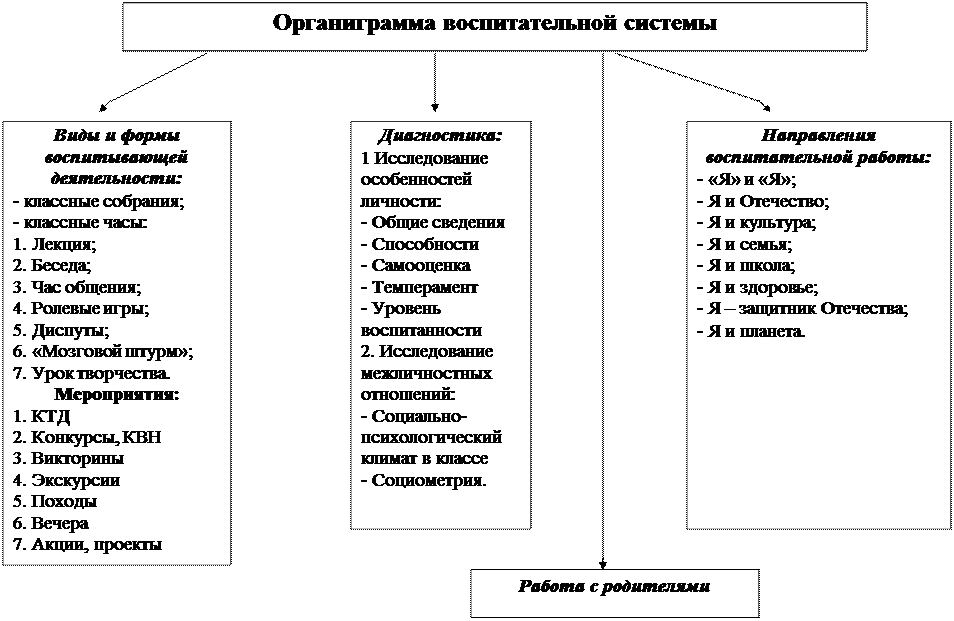 Органиграмма воспитательной системы
Виды и формы
воспитывающей
деятельности:
- классные собрания;
- классные часы:
1. Лекция;
2. Беседа;
3. Час общения;
4. Ролевые игры;
5. Диспуты;
6. «Мозговой штурм»;
7. Урок творчества.
Мероприятия:
1. КТД
2. Конкурсы, КВН
3. Викторины
4. Экскурсии
5. Походы
6. Вечера
7. Акции, проекты
Диагностика:
1 Исследование
особенностей
личности:
- Общие сведения
- Способности
- Самооценка
- Темперамент
- Уровень
воспитанности
2. Исследование
межличностных
отношений:
- Социально-
психологический
климат в классе
- Социометрия.
Направления
воспитательной работы:
- «Я» и «Я»;
- Я и Отечество;
- Я и культура;
- Я и семья;
- Я и школа;
- Я и здоровье;
- Я – защитник Отечества;
- Я и планета.
Работа с родителями